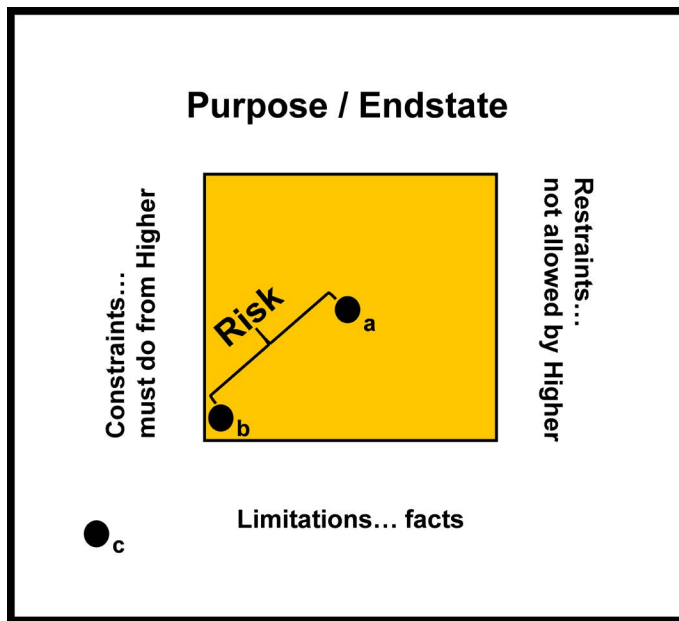 Purpose / Endstate
Constraints…
must do from Higher
Restraints…
not allowed by Higher
Risk
a
b
c
Limitations… facts